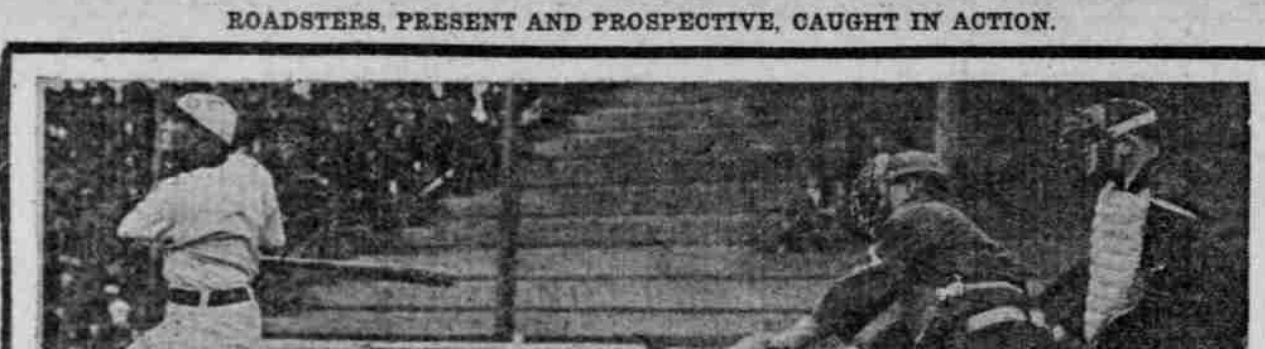 ROADSTERS, PRESENT AND PROSPECTIVE, CAUGHT IN ACTION.